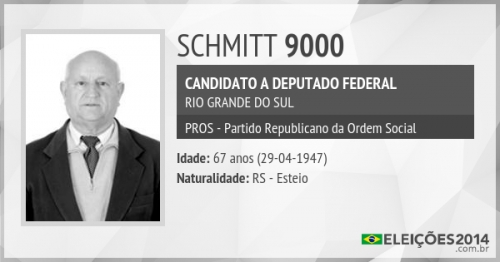 SCHMITT 9000
CANDIDATO A DEPUTADO FEDERAL
RIO GRANDE DO SUL
PROS - Partido Republicano da Ordem Social
Idade: 67 anos (29-04-1947)
Naturalidade: RS - Esteio
ELEIÇÕES2014
.com.br